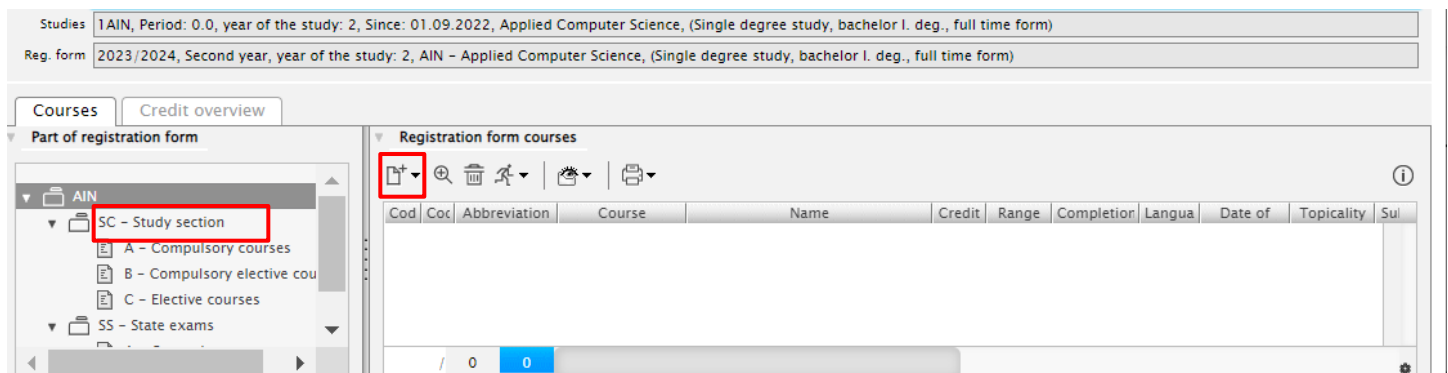 Studies 1AIN, Period: 0.0, year of the study: 2, Since: 01.09.2022, Applied Computer Science, (Single degree study, bachelor I. deg., full time form)
Reg. form 2023/2024, Second year, year of the study: 2, AIN – Applied Computer Science, (Single degree study, bachelor I. deg., full time form)
Courses Credit overview
Part of registration form
AIN
SC – Study section
A – Compulsory courses
B – Compulsory elective cou
C – Elective courses
SS – State exams
Registration form courses
Cod Coc Abbreviation Course Name Credit Range Completior Langua Date of Topicality Sul
/ 0 0